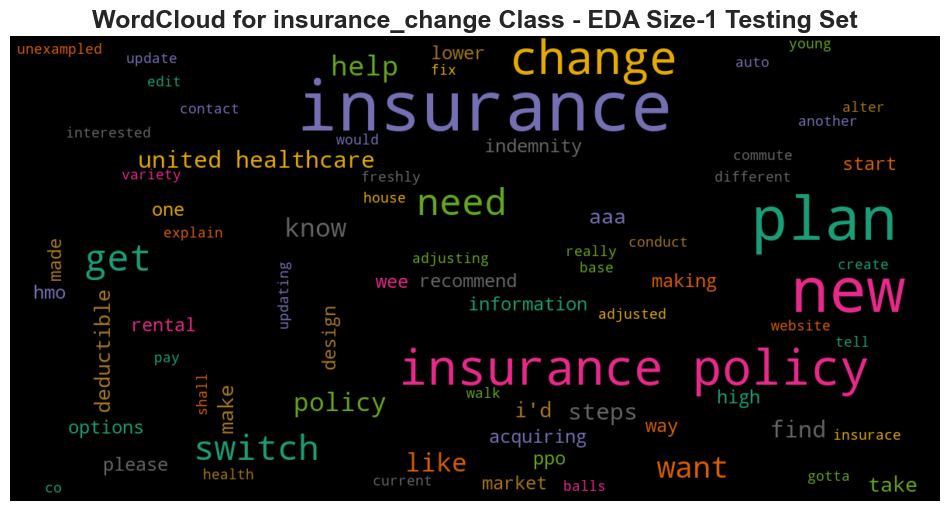 WordCloud for insurance_change Class - EDA Size-1 Testing Set
unexampled
update
edit
contact
interested
help
lower
fix
change
young
auto
alter
another
insurance
would
indemnity
commute
different
start
united healthcare
variety
freshly
house
need
one
explain
know
aaa
plan
made
get
hmo
updating
adjusting
really
base
conduct
create
wee
recommend
making
new
information
adjusted
website
tell
deductible
rental
design
pay
shall
make
insurance policy
walk
high
policy
i'd
steps
way
find
insurace
options
switch
acquiring
please
health
like
ppo
want
current
market
balls
gotta
take
co